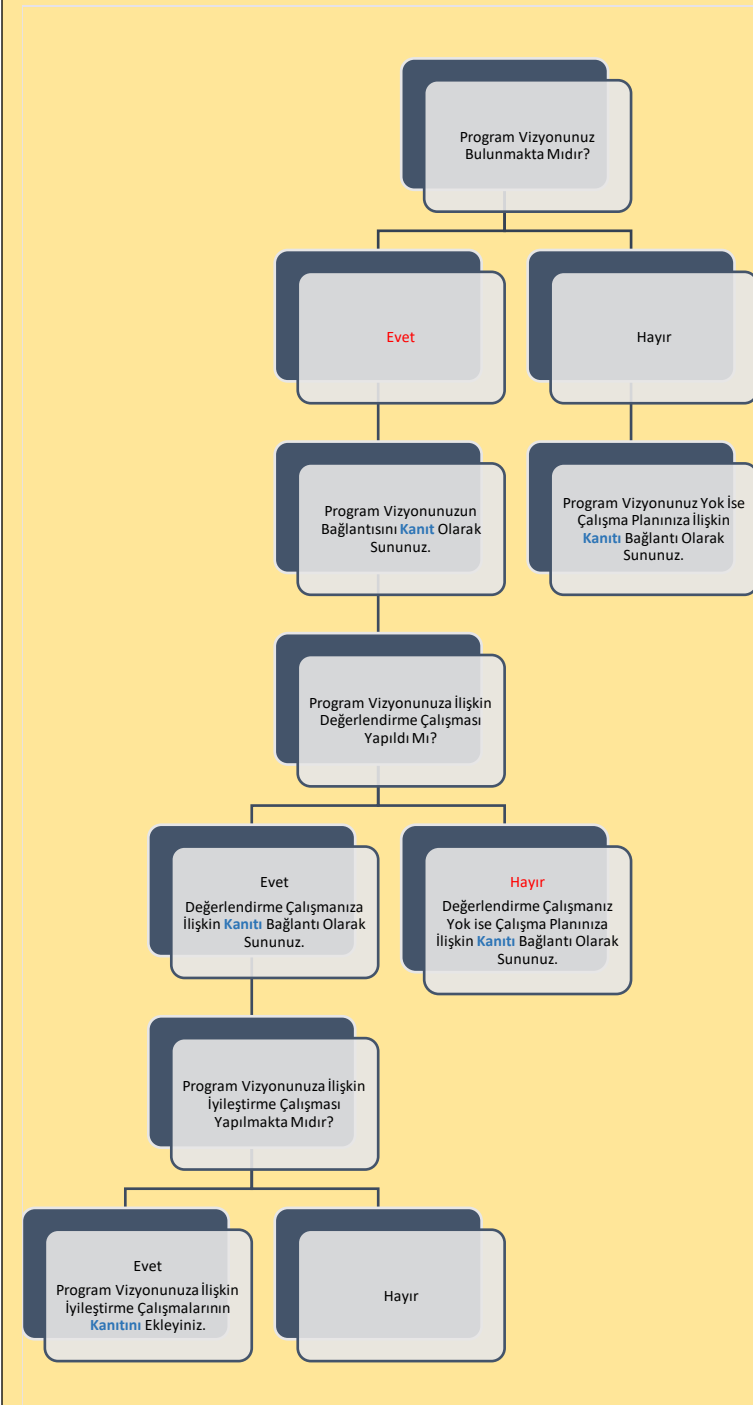 Program Vizyonunuz
Bulunmakta Mıdır?
Evet
Hayır
Program Vizyonunuzun
Bağlantısını Kanıt Olarak
Sununuz.
Program Vizyonunuz Yok İse
Çalışma Planınıza İlişkin
Kanıtı Bağlantı Olarak
Sununuz.
Program Vizyonunuza İlişkin
Değerlendirme Çalışması
Yapıldı Mı?
Evet
Değerlendirme Çalışmanıza
İlişkin Kanıtı Bağlantı Olarak
Sununuz.
Hayır
Değerlendirme Çalışmanız
Yok ise Çalışma Planınıza
İlişkin Kanıtı Bağlantı Olarak
Sununuz.
Program Vizyonunuza İlişkin
İyileştirme Çalışması
Yapılmakta Mıdır?
Evet
Program Vizyonunuza İlişkin
İyileştirme Çalışmalarının
Kanıtını Ekleyiniz.
Hayır